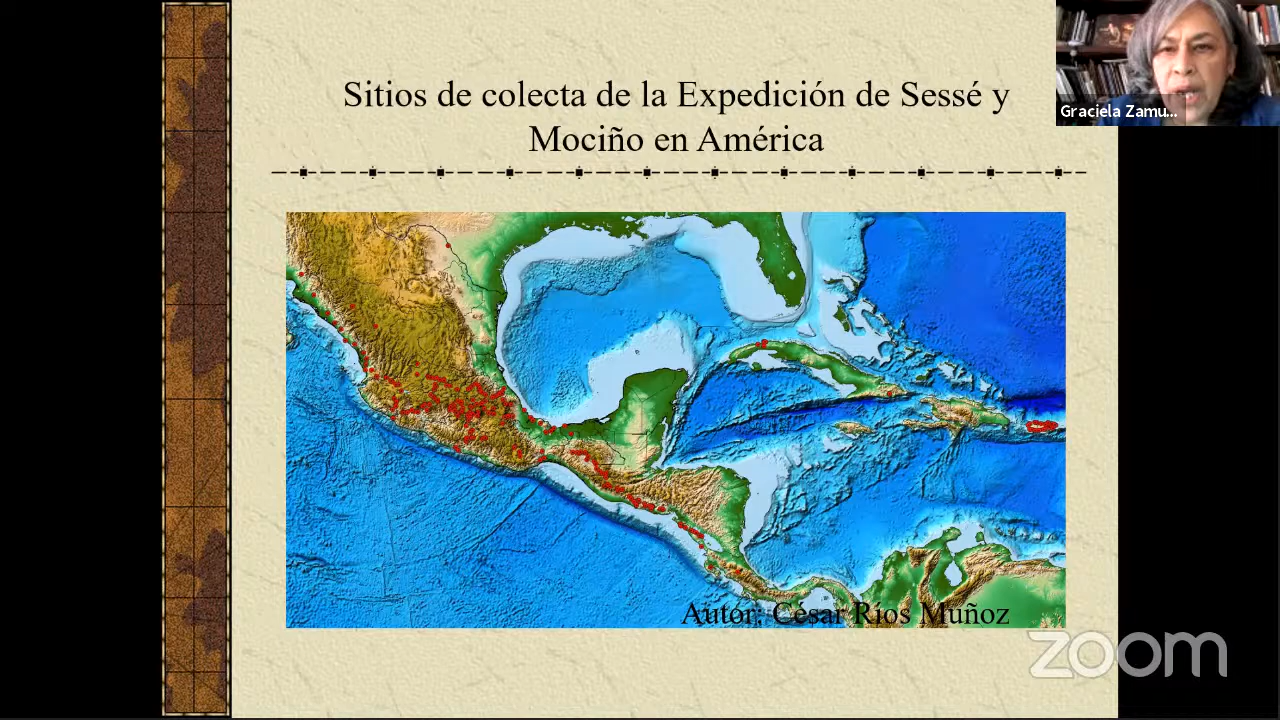 Sitios de colecta de la Expedición de Sessé y
Mociño en América
Graciela Zamu...
Autor: César Ríos Muñoz
zoom